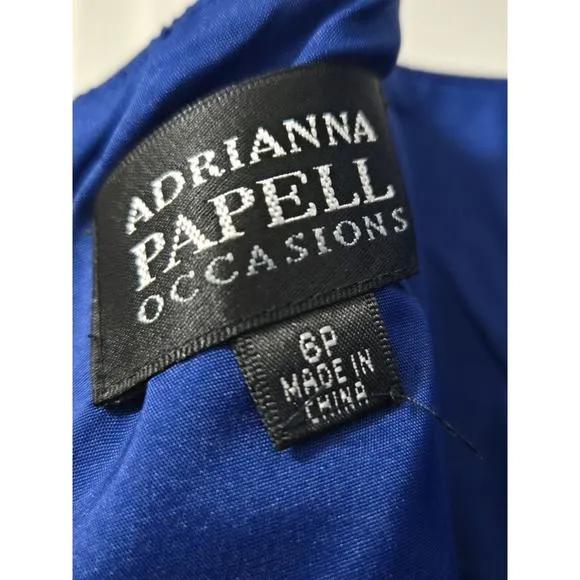 ADRIANNA
PAPELL
OCCASIONS
6P
MADE IN
CHINA